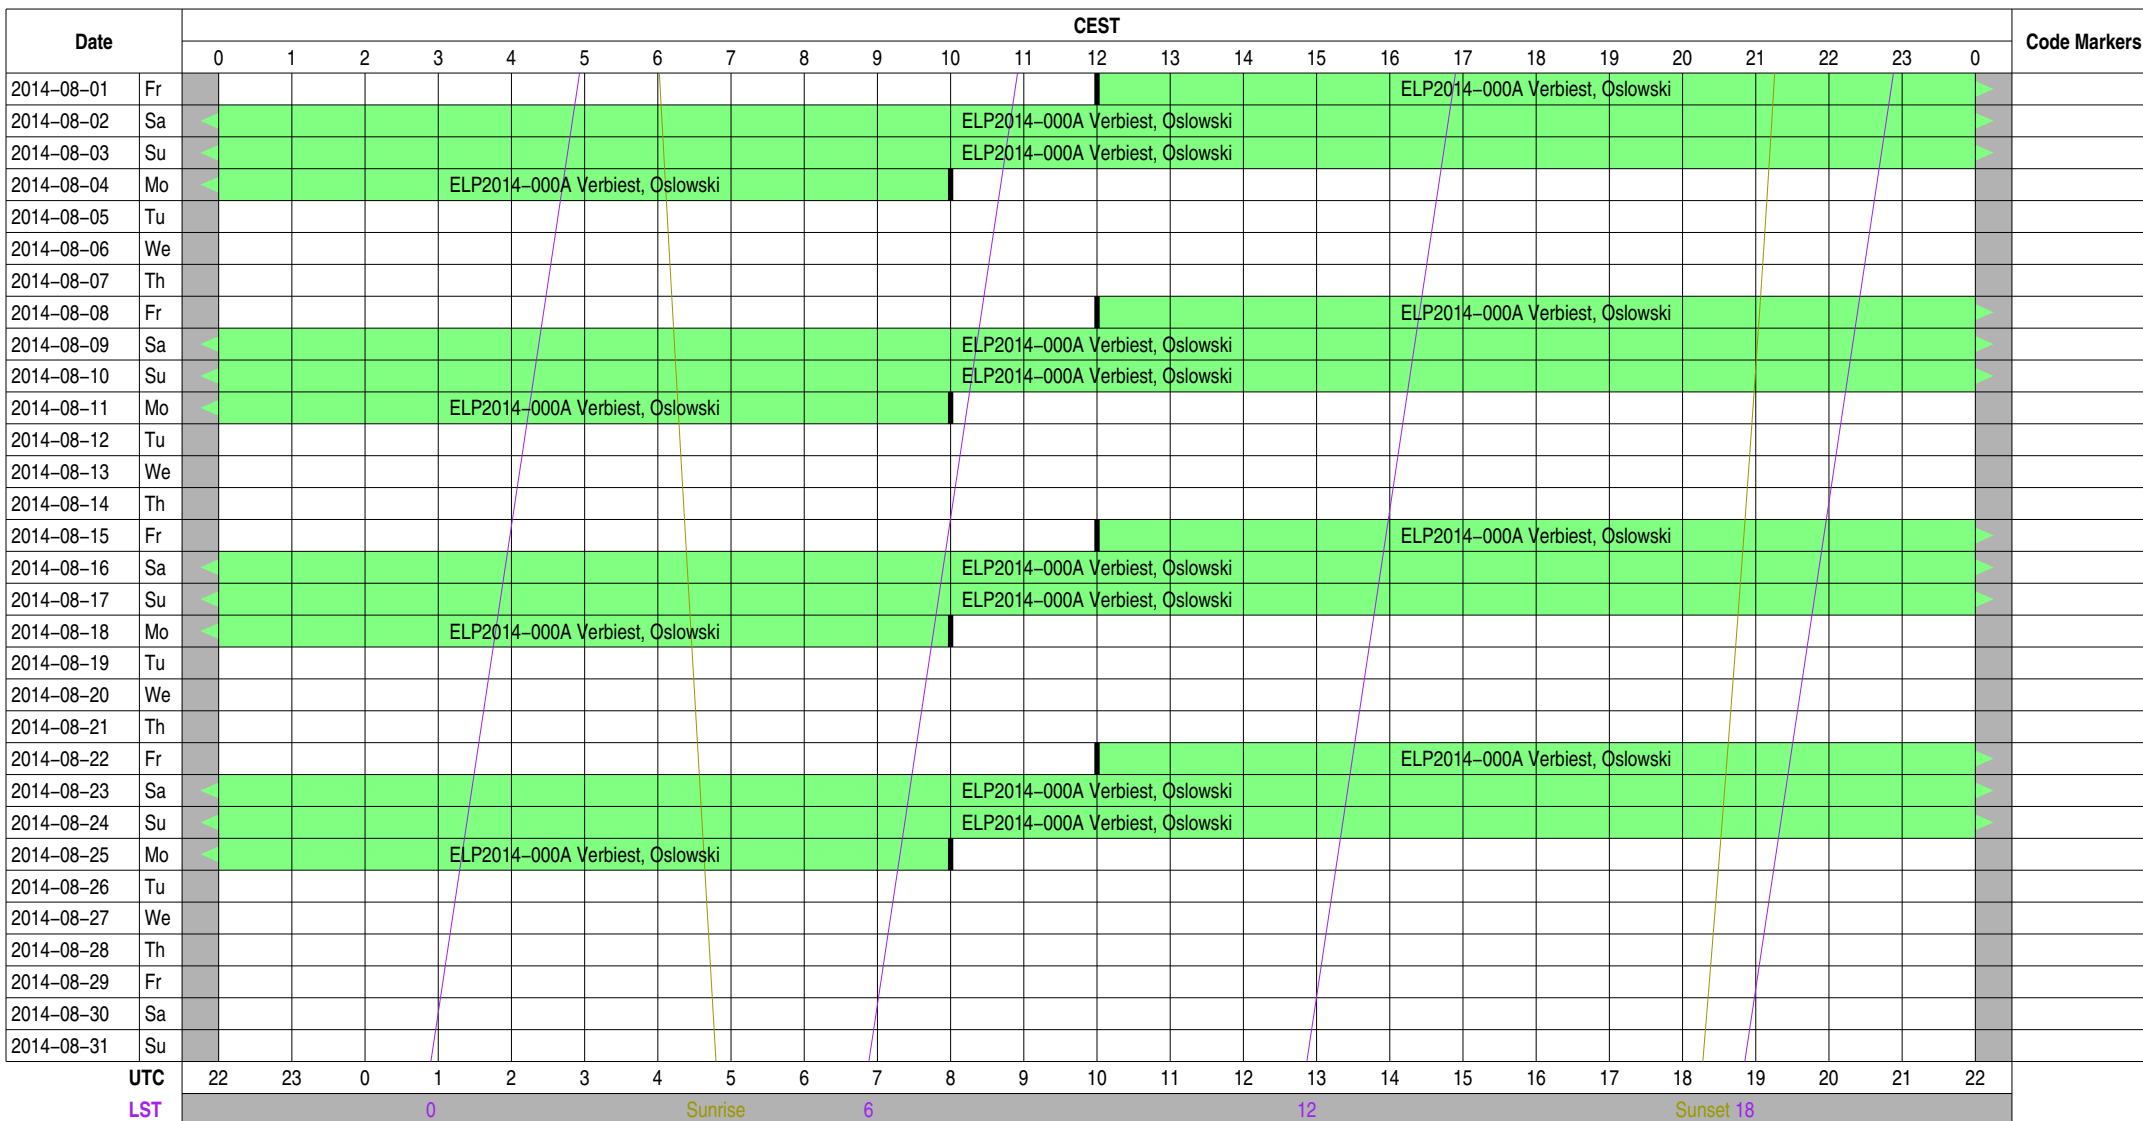 Date CEST Code Markers
0 1 2 3 4 5 6 7 8 9 10 11 12 13 14 15 16 17 18 19 20 21 22 23 0
2014-08-01 Fr ELP2014-000A Verbiest, Oslowski
2014-08-02 Sa ELP2014-000A Verbiest, Oslowski
2014-08-03 Su ELP2014-000A Verbiest, Oslowski
2014-08-04 Mo ELP2014-000A Verbiest, Oslowski
2014-08-05 Tu
2014-08-06 We
2014-08-07 Th
2014-08-08 Fr ELP2014-000A Verbiest, Oslowski
2014-08-09 Sa ELP2014-000A Verbiest, Oslowski
2014-08-10 Su ELP2014-000A Verbiest, Oslowski
2014-08-11 Mo ELP2014-000A Verbiest, Oslowski
2014-08-12 Tu
2014-08-13 We
2014-08-14 Th
2014-08-15 Fr ELP2014-000A Verbiest, Oslowski
2014-08-16 Sa ELP2014-000A Verbiest, Oslowski
2014-08-17 Su ELP2014-000A Verbiest, Oslowski
2014-08-18 Mo ELP2014-000A Verbiest, Oslowski
2014-08-19 Tu
2014-08-20 We
2014-08-21 Th
2014-08-22 Fr ELP2014-000A Verbiest, Oslowski
2014-08-23 Sa ELP2014-000A Verbiest, Oslowski
2014-08-24 Su ELP2014-000A Verbiest, Oslowski
2014-08-25 Mo ELP2014-000A Verbiest, Oslowski
2014-08-26 Tu
2014-08-27 We
2014-08-28 Th
2014-08-29 Fr
2014-08-30 Sa
2014-08-31 Su
UTC 22 23 0 1 2 3 4 5 6 7 8 9 10 11 12 13 14 15 16 17 18 19 20 21 22
LST 0 Sunrise 6 12 Sunset 18